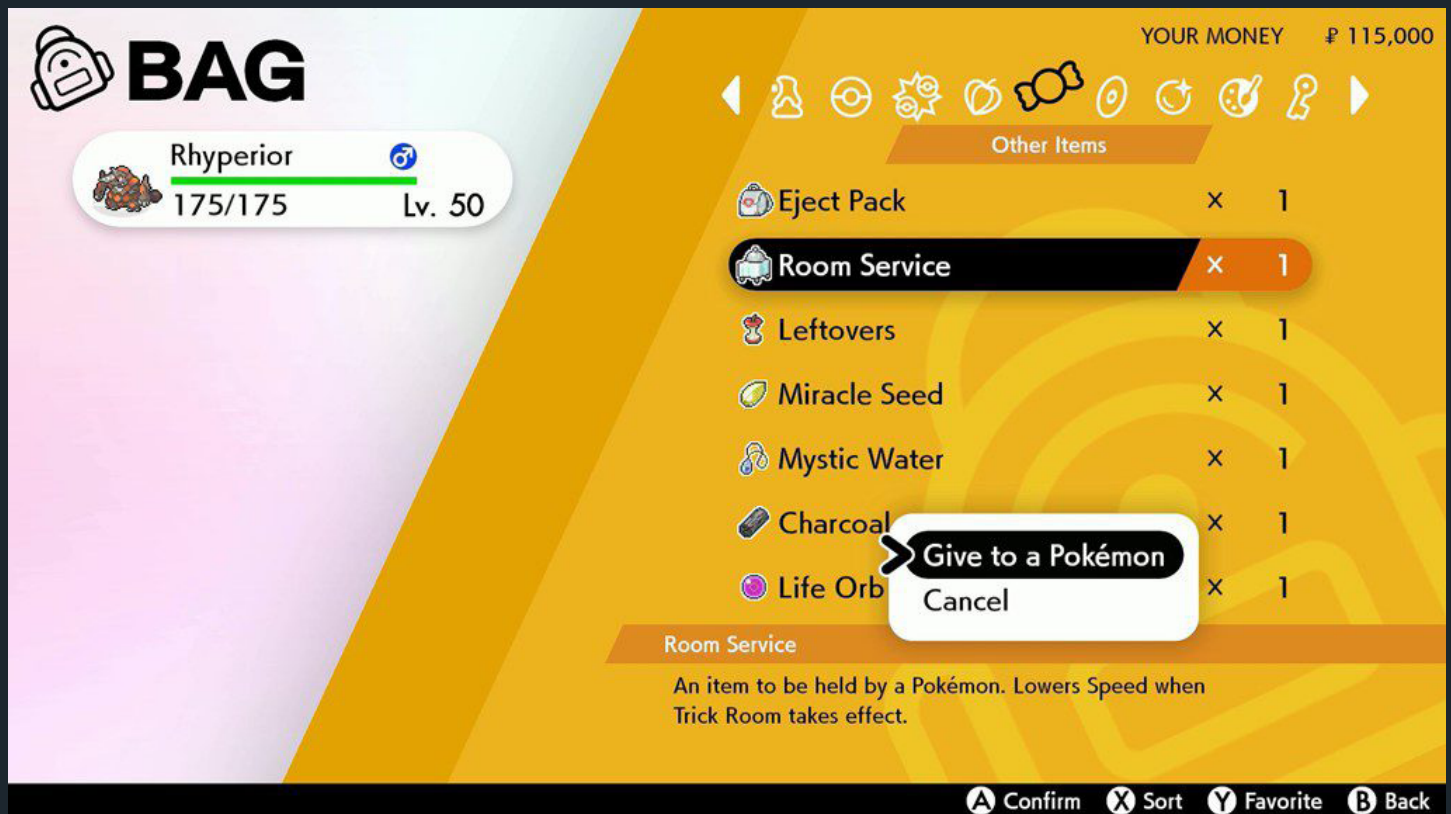 BAG
YOUR MONEY ₽ 115,000
Rhyperior ♂
175/175 Lv. 50
Other Items
Eject Pack × 1
Room Service × 1
Leftovers × 1
Miracle Seed × 1
Mystic Water × 1
Charcoal × 1
Life Orb × 1
Give to a Pokémon
Cancel
Room Service
An item to be held by a Pokémon. Lowers Speed when
Trick Room takes effect.
A Confirm X Sort Y Favorite B Back